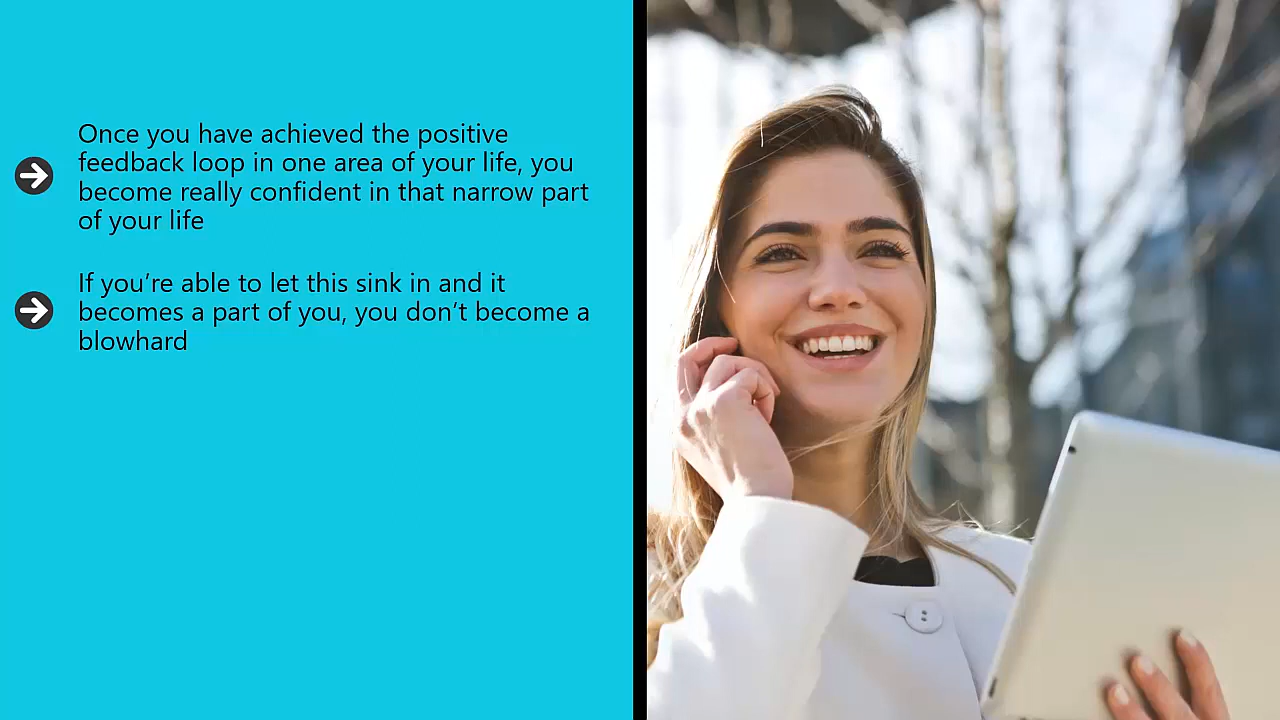 Once you have achieved the positive
feedback loop in one area of your life, you
become really confident in that narrow part
of your life
If you’re able to let this sink in and it
becomes a part of you, you don’t become a
blowhard